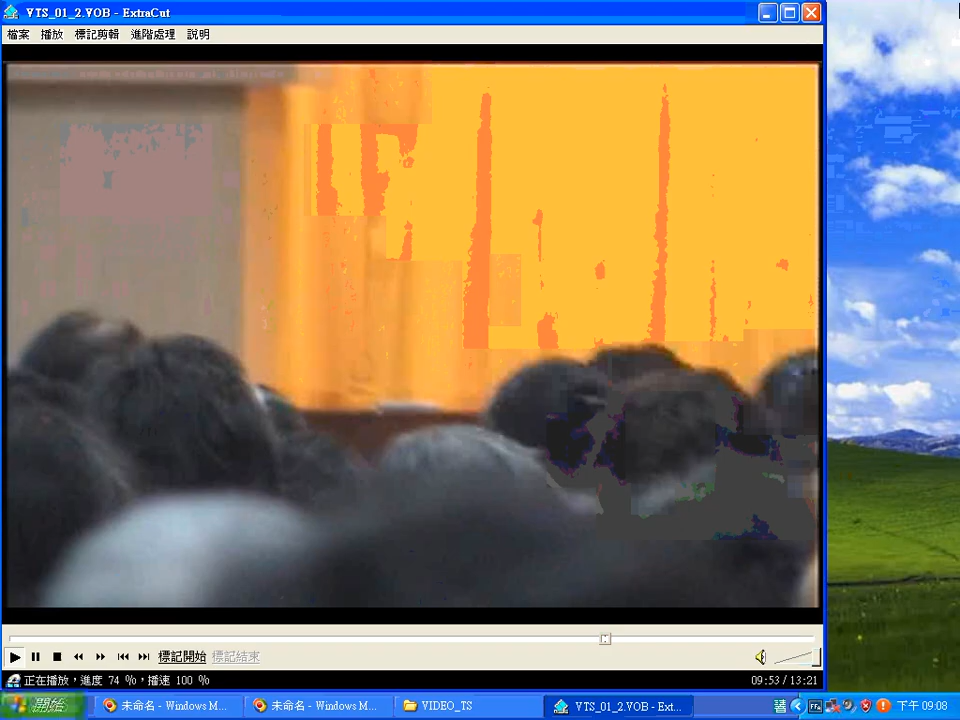 VTS_01_2.VOB - ExtraCut
檔案 播放 標記剪輯 進階處理 說明
標記開始 標記結束
正在播放,進度 74 %,播速 100 %
09:53 / 13:21
開始 未命名 - Windows M... 未命名 - Windows M... VIDEO_TS VTS_01_2.VOB - Ext... 下午 09:08